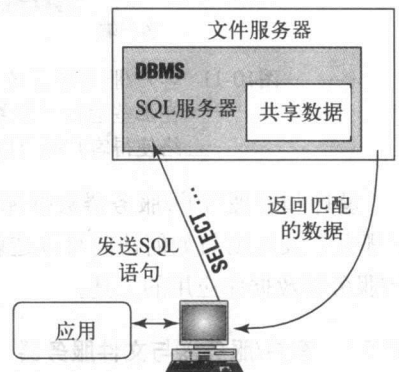 文件服务器
DBMS
SQL服务器
共享数据
SELECT...
返回匹配
的数据
发送SQL
语句
应用